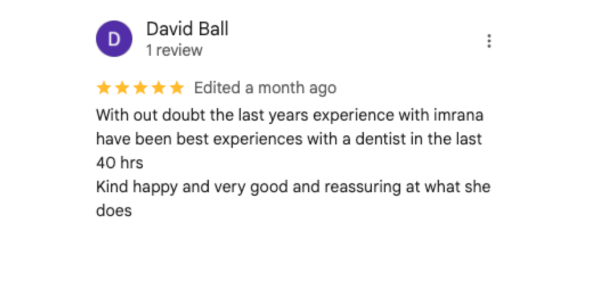 D
David Ball
1 review
Edited a month ago
With out doubt the last years experience with imrana
have been best experiences with a dentist in the last
40 hrs
Kind happy and very good and reassuring at what she
does